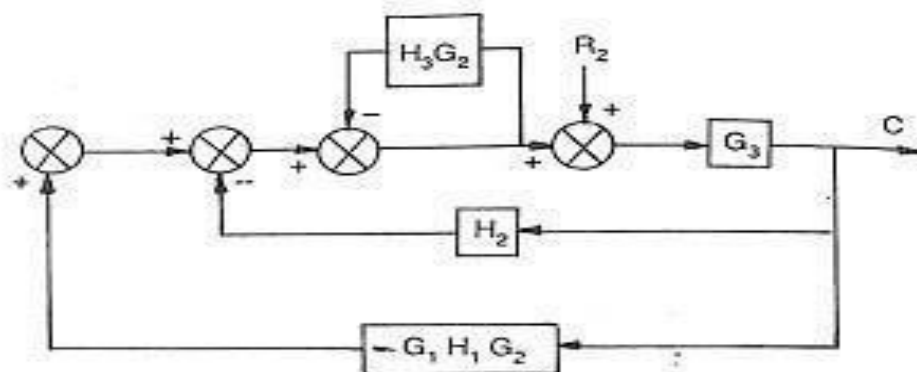 H₃G₂
R₂
−
+
+
+
+
G₃
C
+
--
H₂
− G₁ H₁ G₂